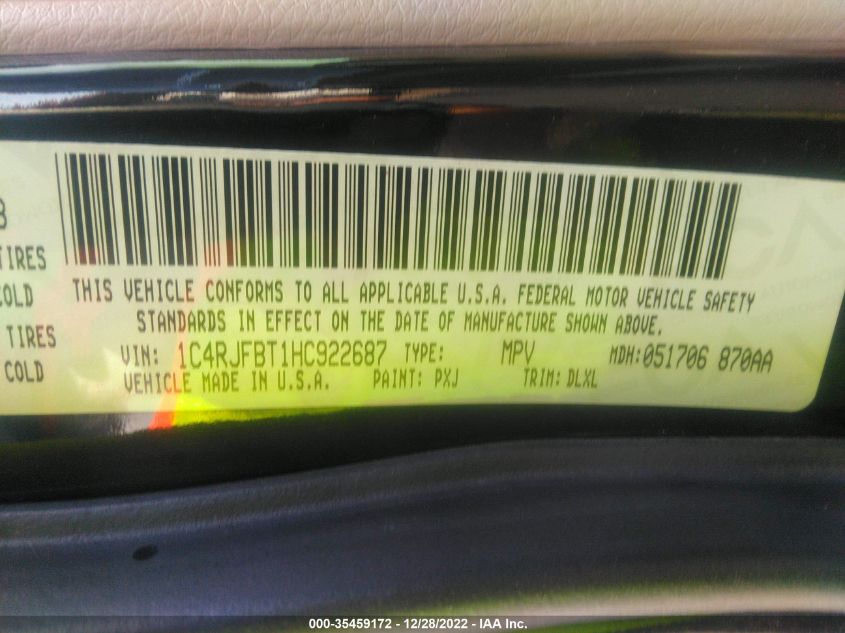 3
TIRES
COLD
TIRES
COLD
THIS VEHICLE CONFORMS TO ALL APPLICABLE U.S.A. FEDERAL MOTOR VEHICLE SAFETY
STANDARDS IN EFFECT ON THE DATE OF MANUFACTURE SHOWN ABOVE.
VIN: 1C4RJFBT1HC922687 TYPE: MPV MDH:051706 870AA
VEHICLE MADE IN U.S.A. PAINT: PXJ TRIM: DLXL
000-35459172 - 12/28/2022 - IAA Inc.